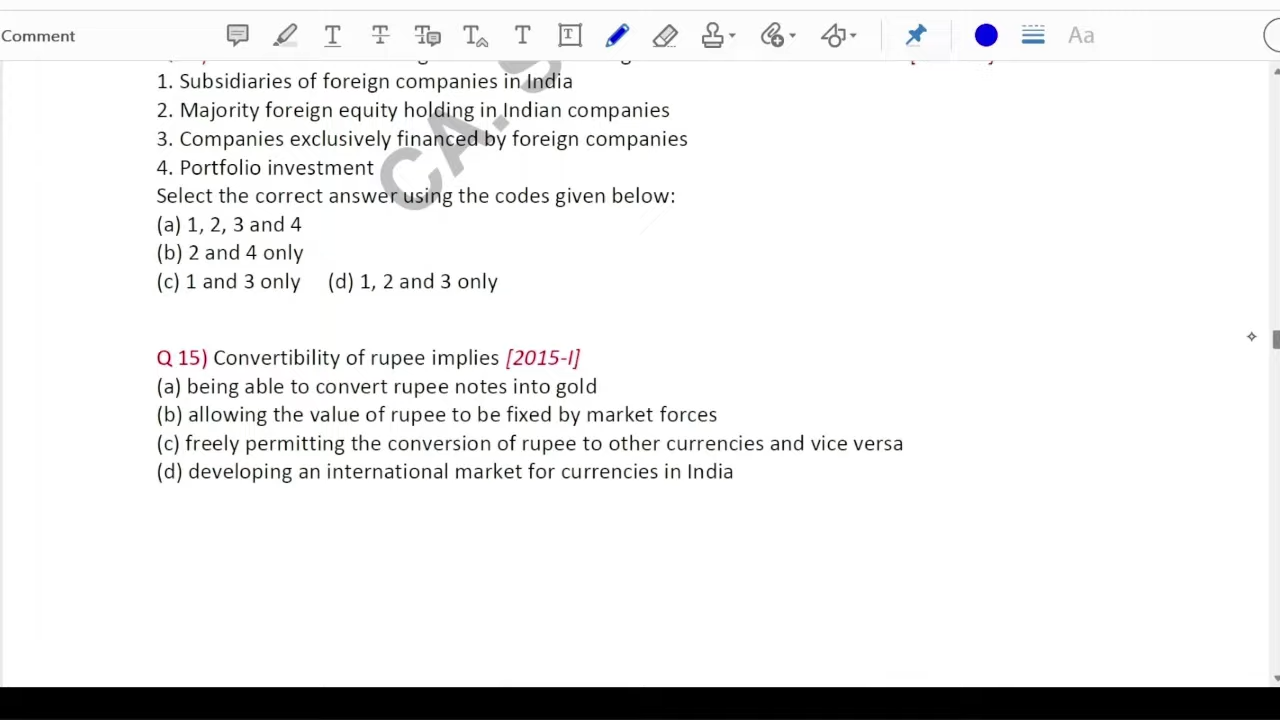 Comment
1. Subsidiaries of foreign companies in India
2. Majority foreign equity holding in Indian companies
3. Companies exclusively financed by foreign companies
4. Portfolio investment
Select the correct answer using the codes given below:
(a) 1, 2, 3 and 4
(b) 2 and 4 only
(c) 1 and 3 only (d) 1, 2 and 3 only
Q 15) Convertibility of rupee implies [2015-I]
(a) being able to convert rupee notes into gold
(b) allowing the value of rupee to be fixed by market forces
(c) freely permitting the conversion of rupee to other currencies and vice versa
(d) developing an international market for currencies in India
CA. S
Aa